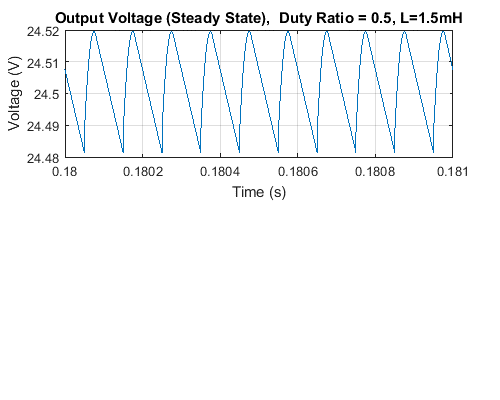 Output Voltage (Steady State),  Duty Ratio = 0.5, L=1.5mH
24.52
24.51
24.5
24.49
24.48
Voltage (V)
0.18 0.1802 0.1804 0.1806 0.1808 0.181
Time (s)